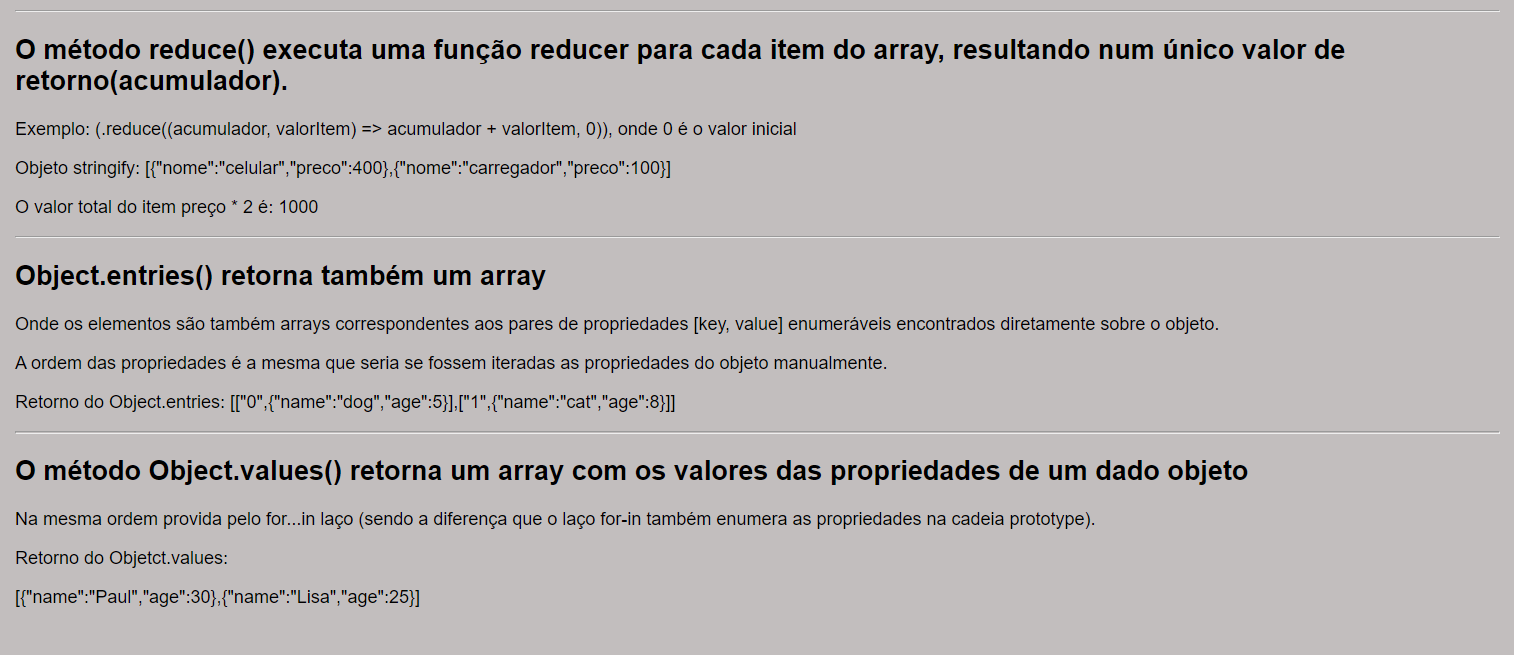 O método reduce() executa uma função reducer para cada item do array, resultando num único valor de
retorno(acumulador).
Exemplo: (.reduce((acumulador, valorItem) => acumulador + valorItem, 0)), onde 0 é o valor inicial
Objeto stringify: [{"nome":"celular","preco":400},{"nome":"carregador","preco":100}]
O valor total do item preço * 2 é: 1000
Object.entries() retorna também um array
Onde os elementos são também arrays correspondentes aos pares de propriedades [key, value] enumeráveis encontrados diretamente sobre o objeto.
A ordem das propriedades é a mesma que seria se fossem iteradas as propriedades do objeto manualmente.
Retorno do Object.entries: [["0",{"name":"dog","age":5}],["1",{"name":"cat","age":8}]]
O método Object.values() retorna um array com os valores das propriedades de um dado objeto
Na mesma ordem provida pelo for...in laço (sendo a diferença que o laço for-in também enumera as propriedades na cadeia prototype).
Retorno do Objetct.values:
[{"name":"Paul","age":30},{"name":"Lisa","age":25}]